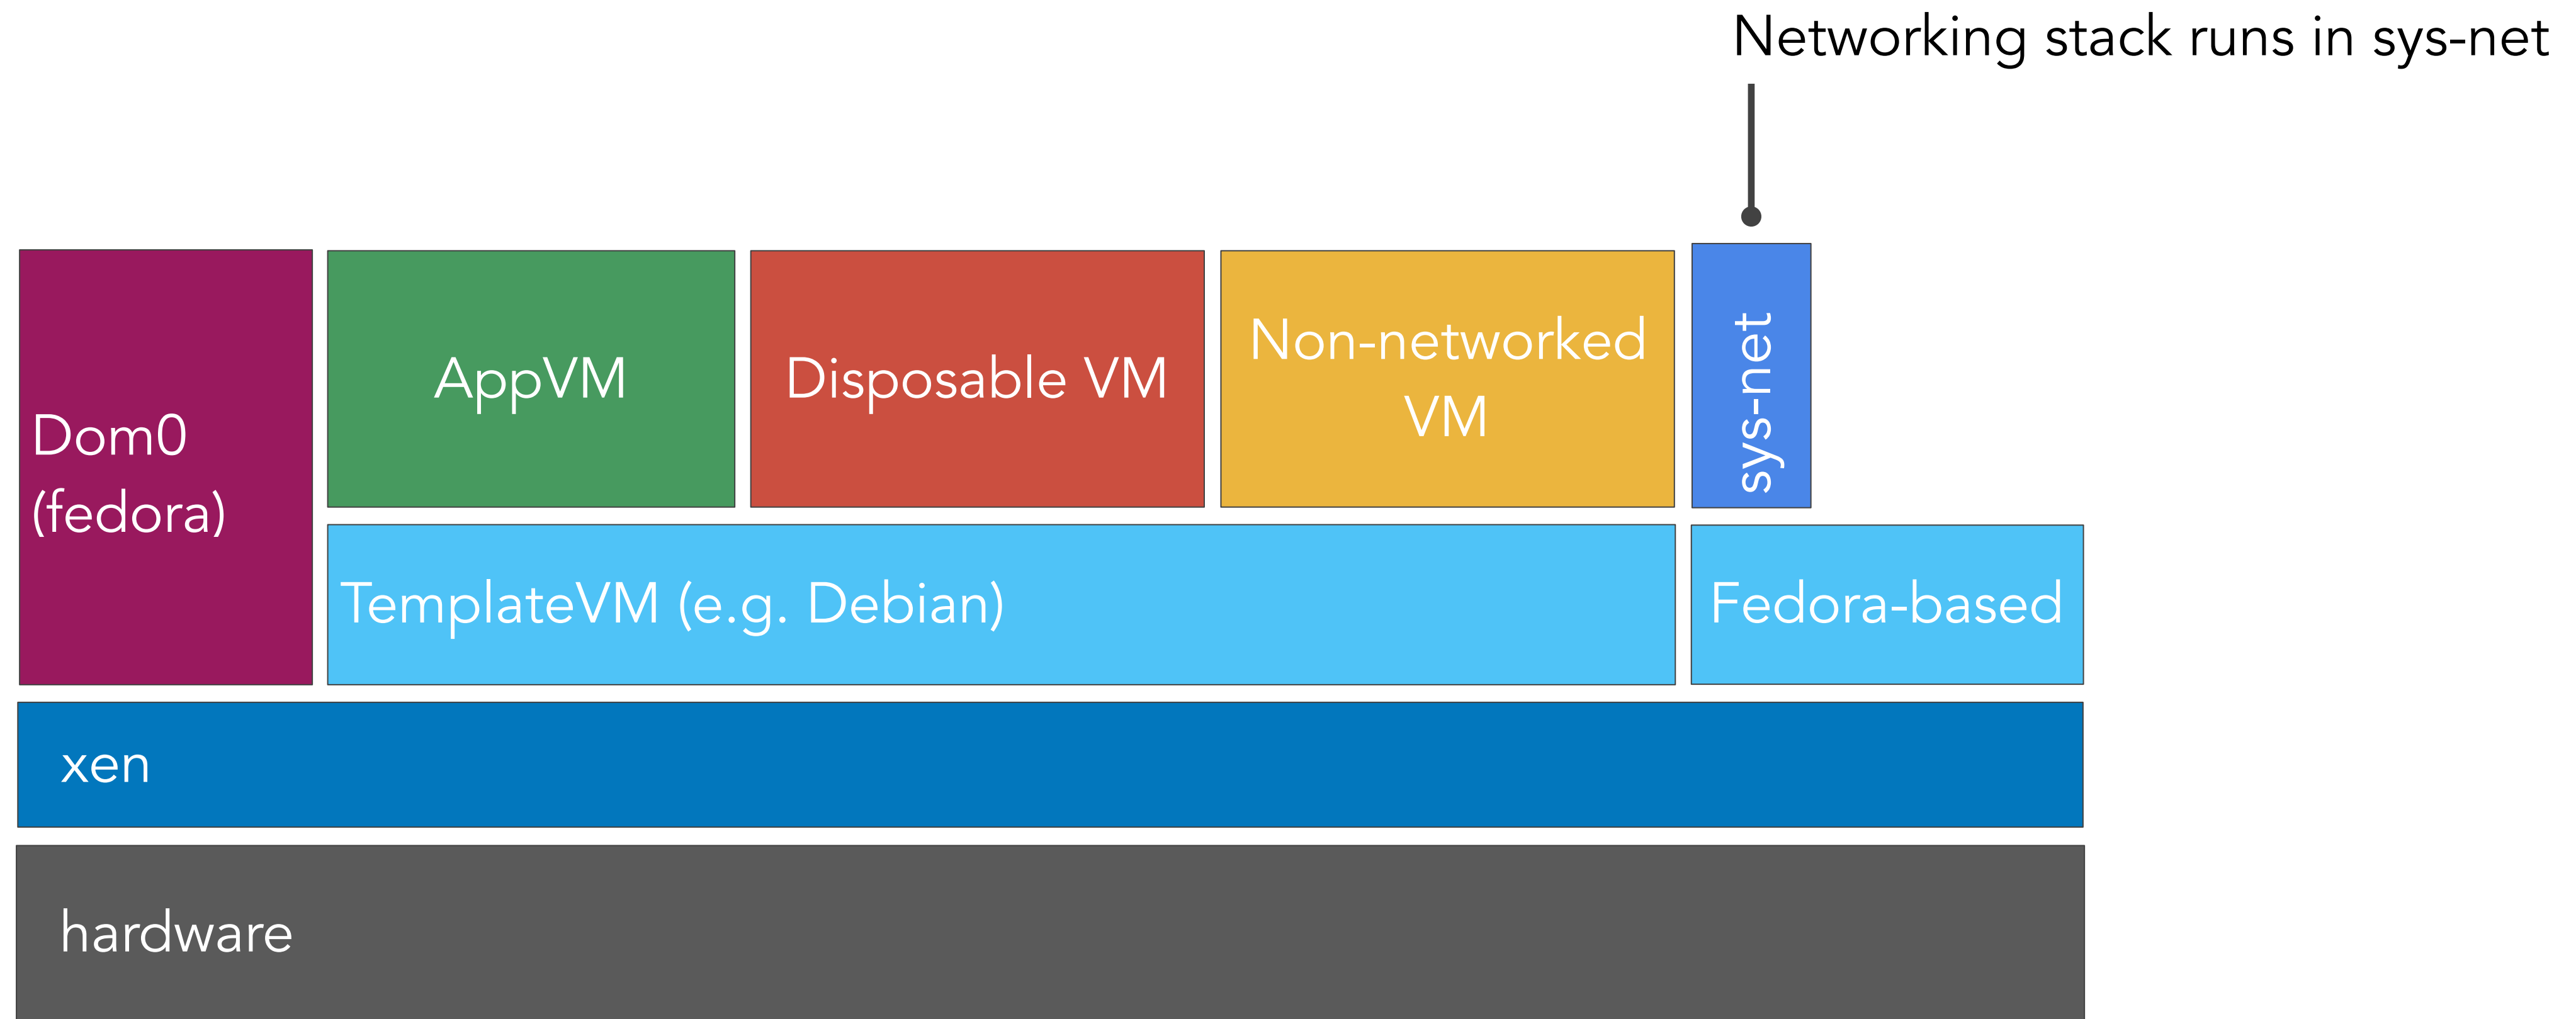 Networking stack runs in sys-net
Dom0
(fedora)
AppVM
Disposable VM
Non-networked
VM
sys-net
TemplateVM (e.g. Debian)
Fedora-based
xen
hardware